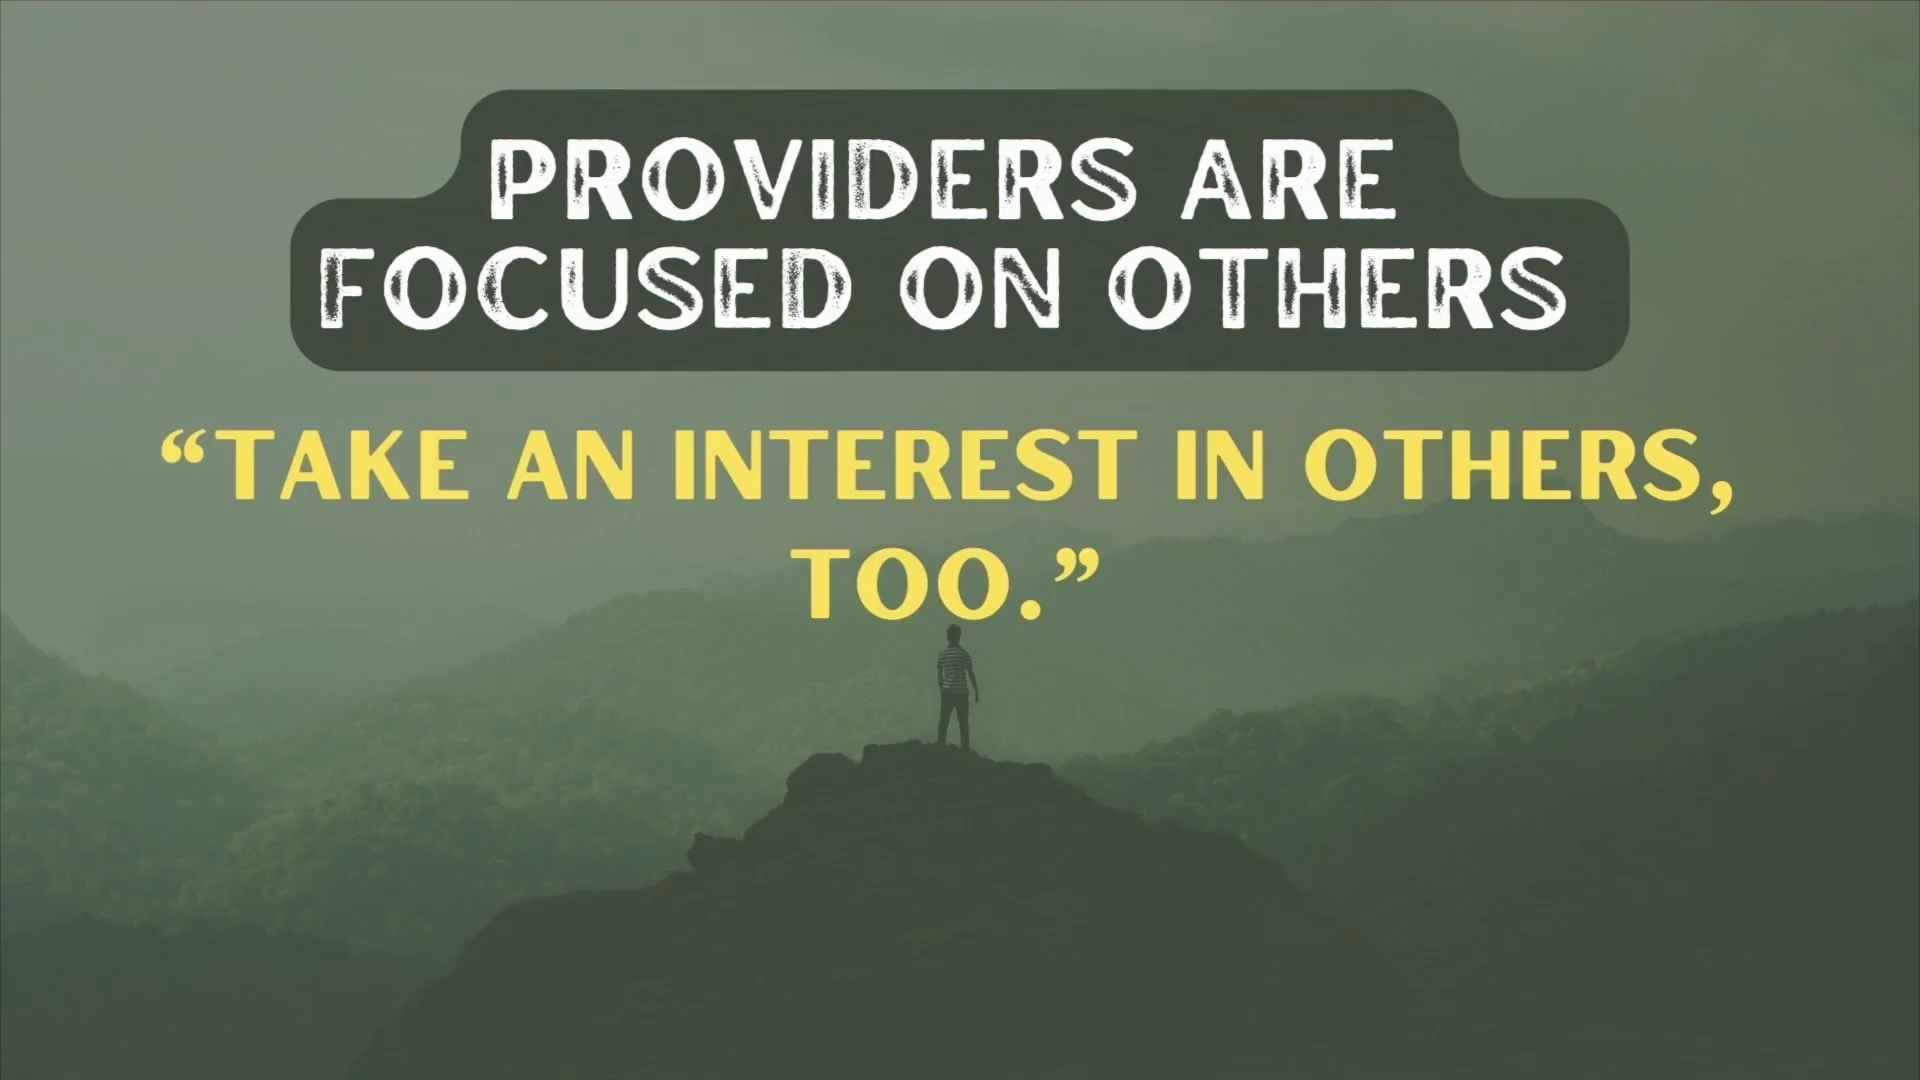 PROVIDERS ARE
FOCUSED ON OTHERS
“TAKE AN INTEREST IN OTHERS,
TOO.”